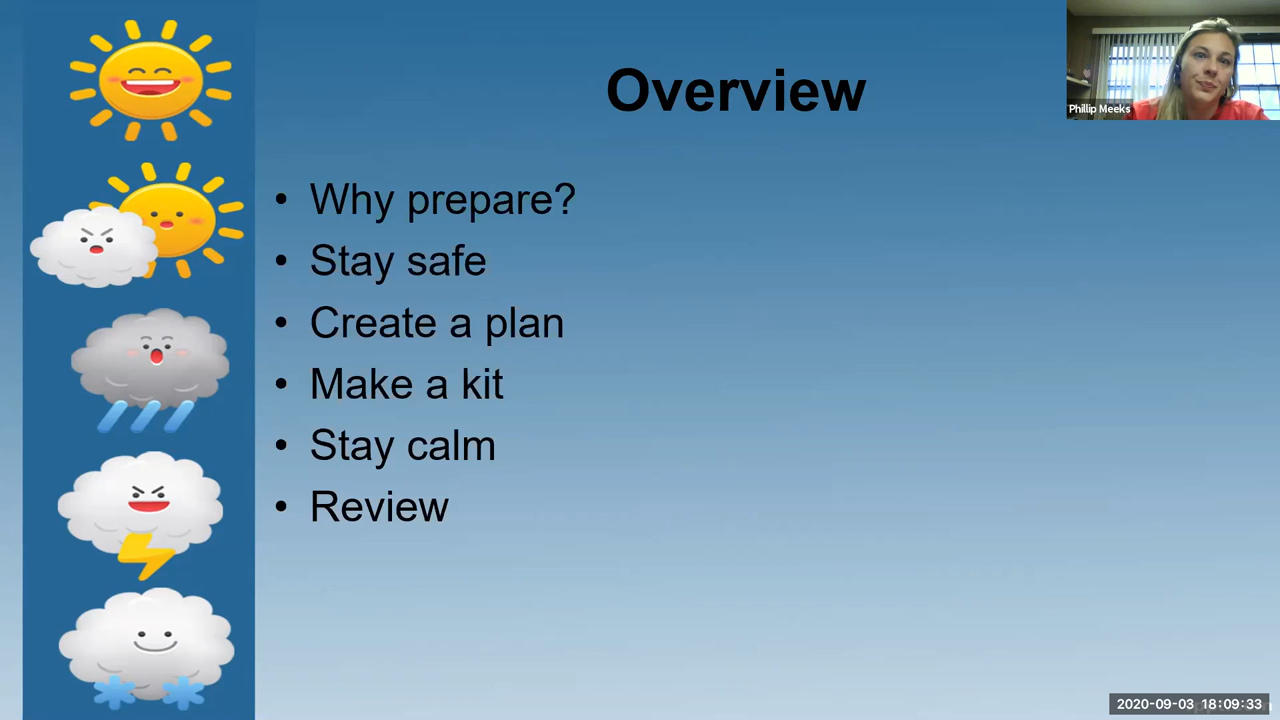 Overview
Phillip Meeks
• Why prepare?
• Stay safe
• Create a plan
• Make a kit
• Stay calm
• Review
2020-09-03 18:09:33